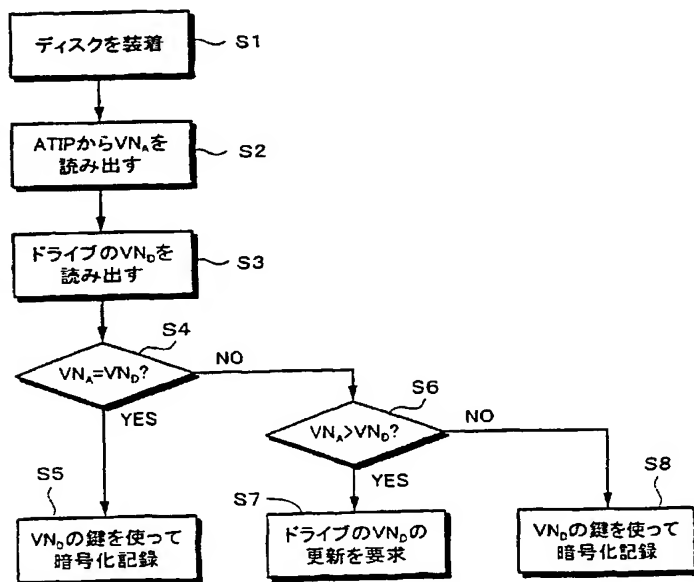 ディスクを装着
S1
ATIPからVNAを
読み出す
S2
ドライブのVNDを
読み出す
S3
S4
VNA=VND?
NO
YES
S6
VNA>VND?
NO
YES
S5
VNDの鍵を使って
暗号化記録
S7
ドライブのVNDの
更新を要求
S8
VNDの鍵を使って
暗号化記録